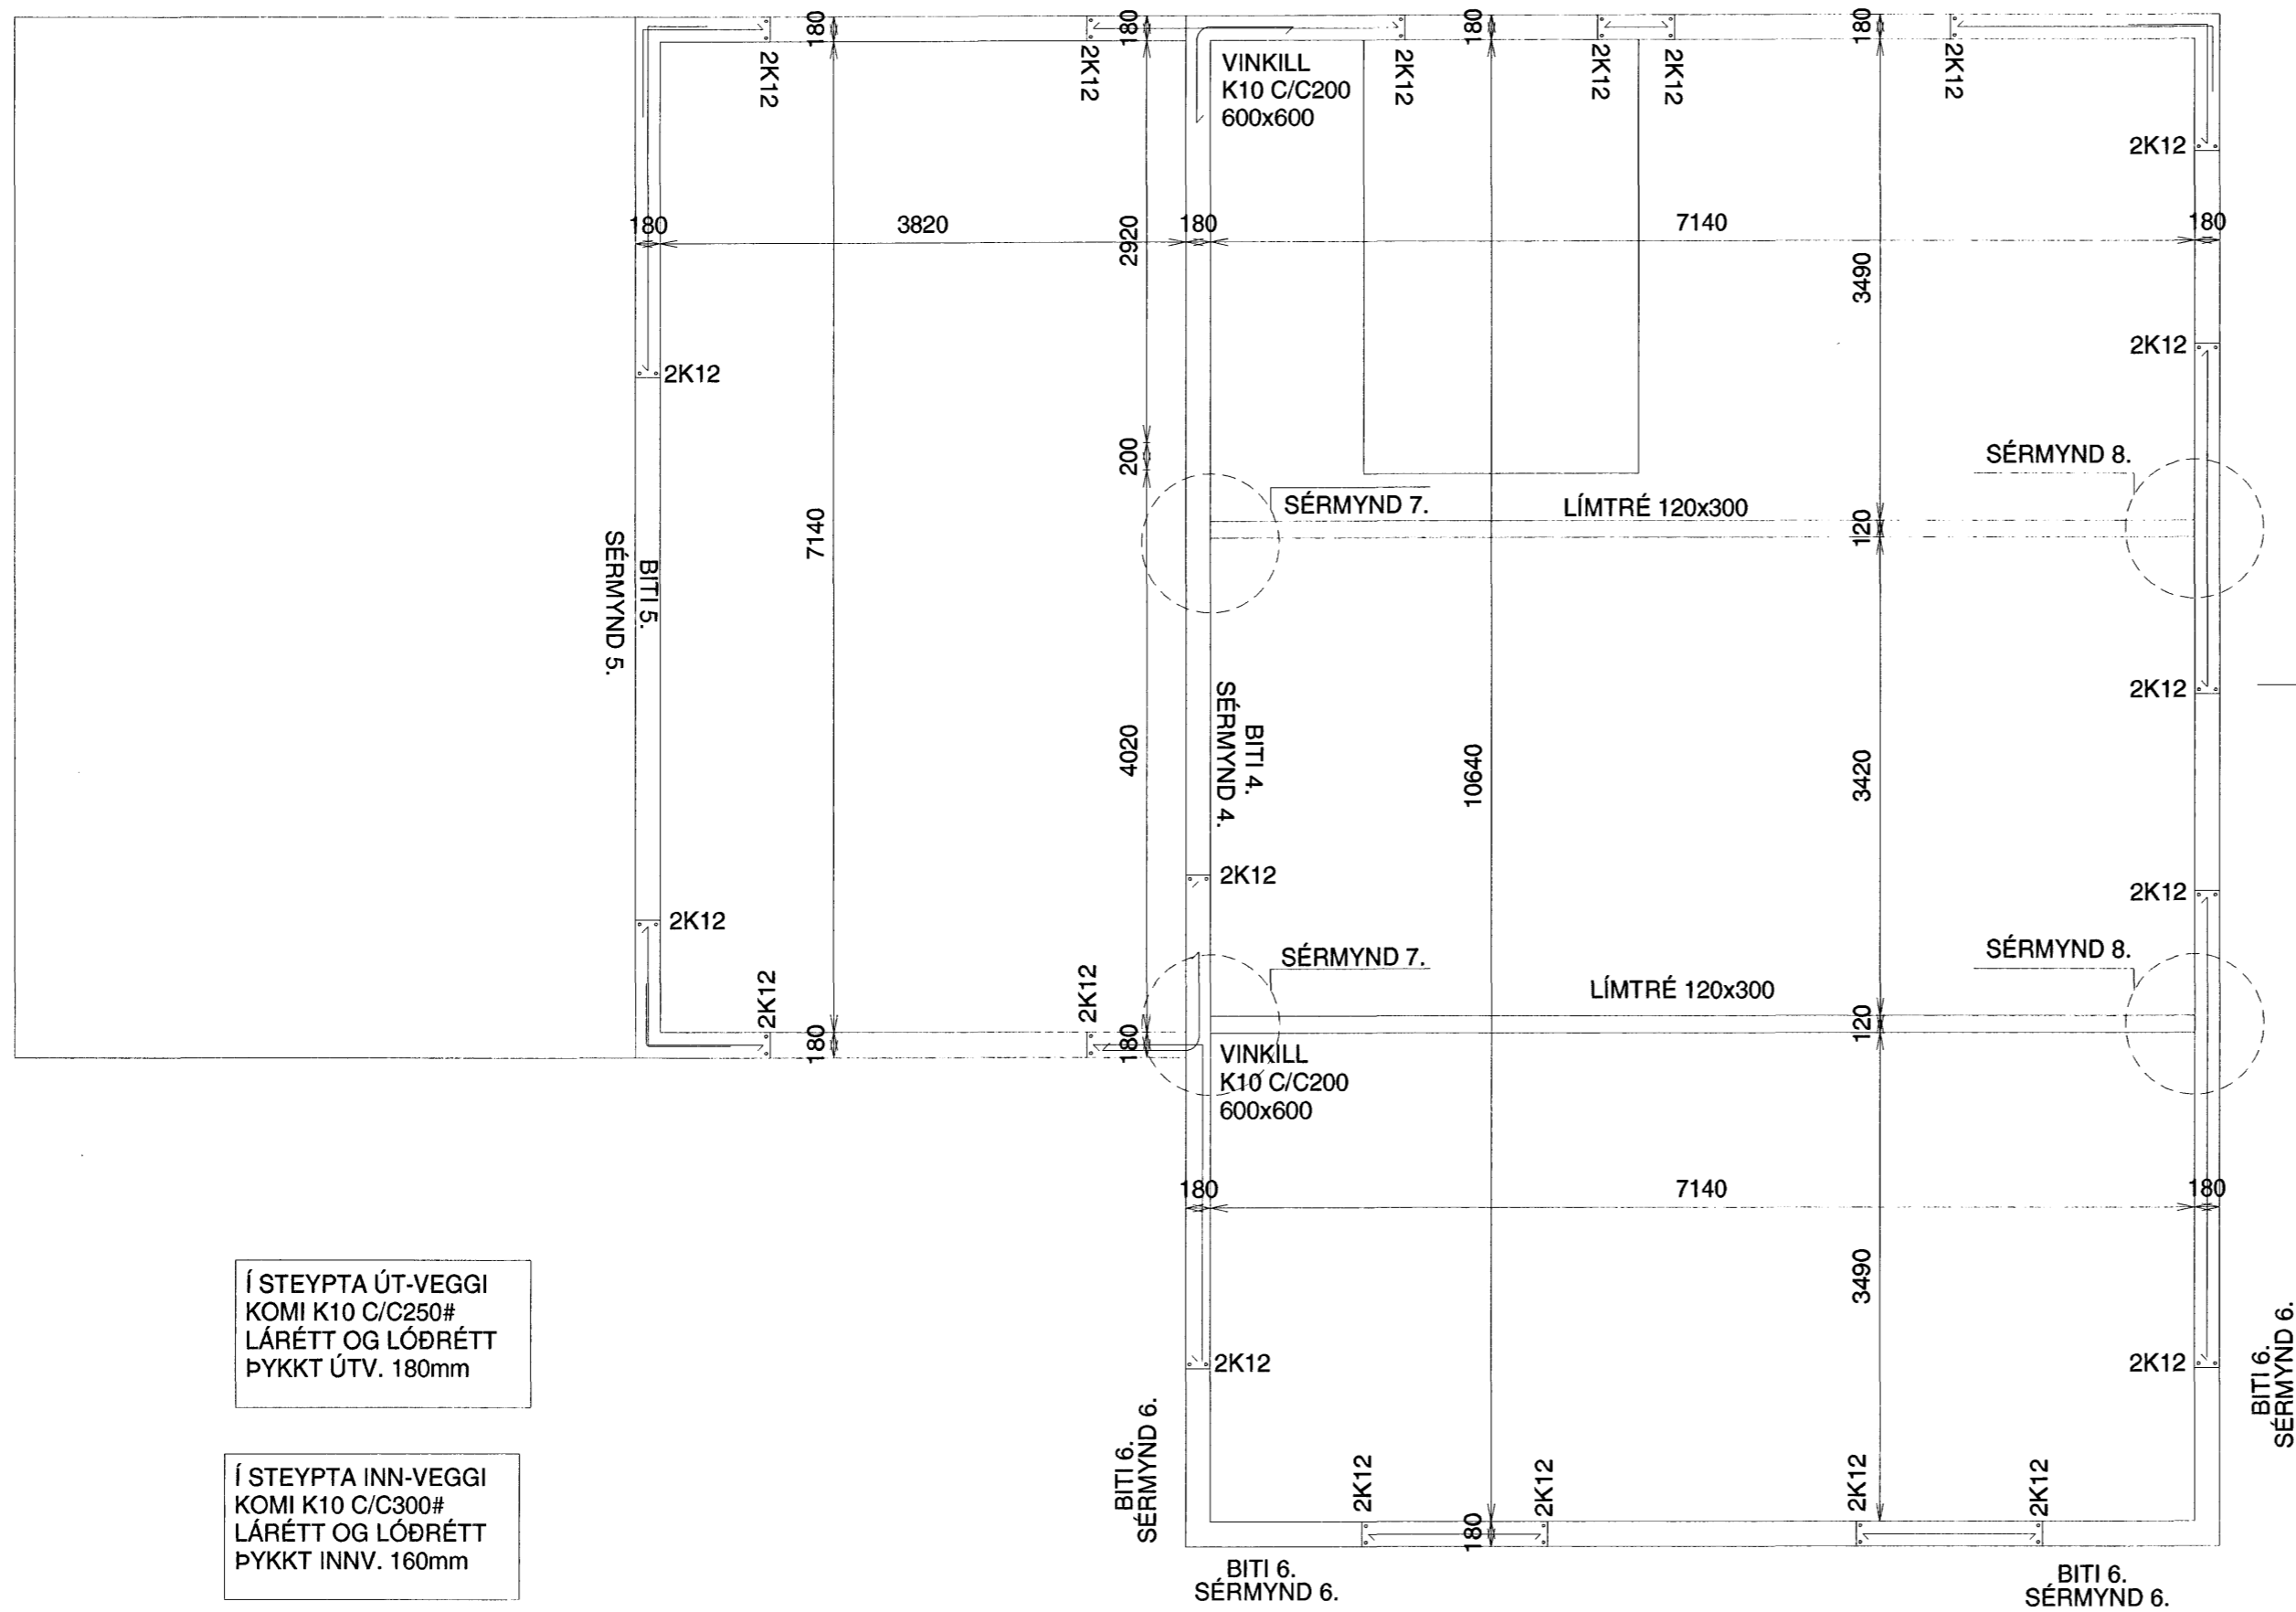 180
180
180
180
2K12
2K12
2K12
2K12
2K12
2K12
VINKILL
K10 C/C200
600x600
2K12
180
3820
180
7140
180
2920
3490
2K12
2K12
200
SÉRMYND 7.
LÍMTRÉ 120x300
SÉRMYND 8.
120
7140
BITI 5.
SÉRMYND 5.
2K12
BITI 4.
SÉRMYND 4.
4020
10640
3420
2K12
2K12
2K12
SÉRMYND 7.
SÉRMYND 8.
LÍMTRÉ 120x300
2K12
2K12
180
180
120
VINKILL
K10 C/C200
600x600
180
7140
180
3490
Í STEYPTA ÚT-VEGGI
KOMI K10 C/C250#
LÁRÉTT OG LÓÐRÉTT
ÞYKKT ÚTV. 180mm
2K12
2K12
BITI 6.
SÉRMYND 6.
BITI 6.
SÉRMYND 6.
Í STEYPTA INN-VEGGI
KOMI K10 C/C300#
LÁRÉTT OG LÓÐRÉTT
ÞYKKT INNV. 160mm
2K12
2K12
2K12
2K12
180
BITI 6.
SÉRMYND 6.
BITI 6.
SÉRMYND 6.